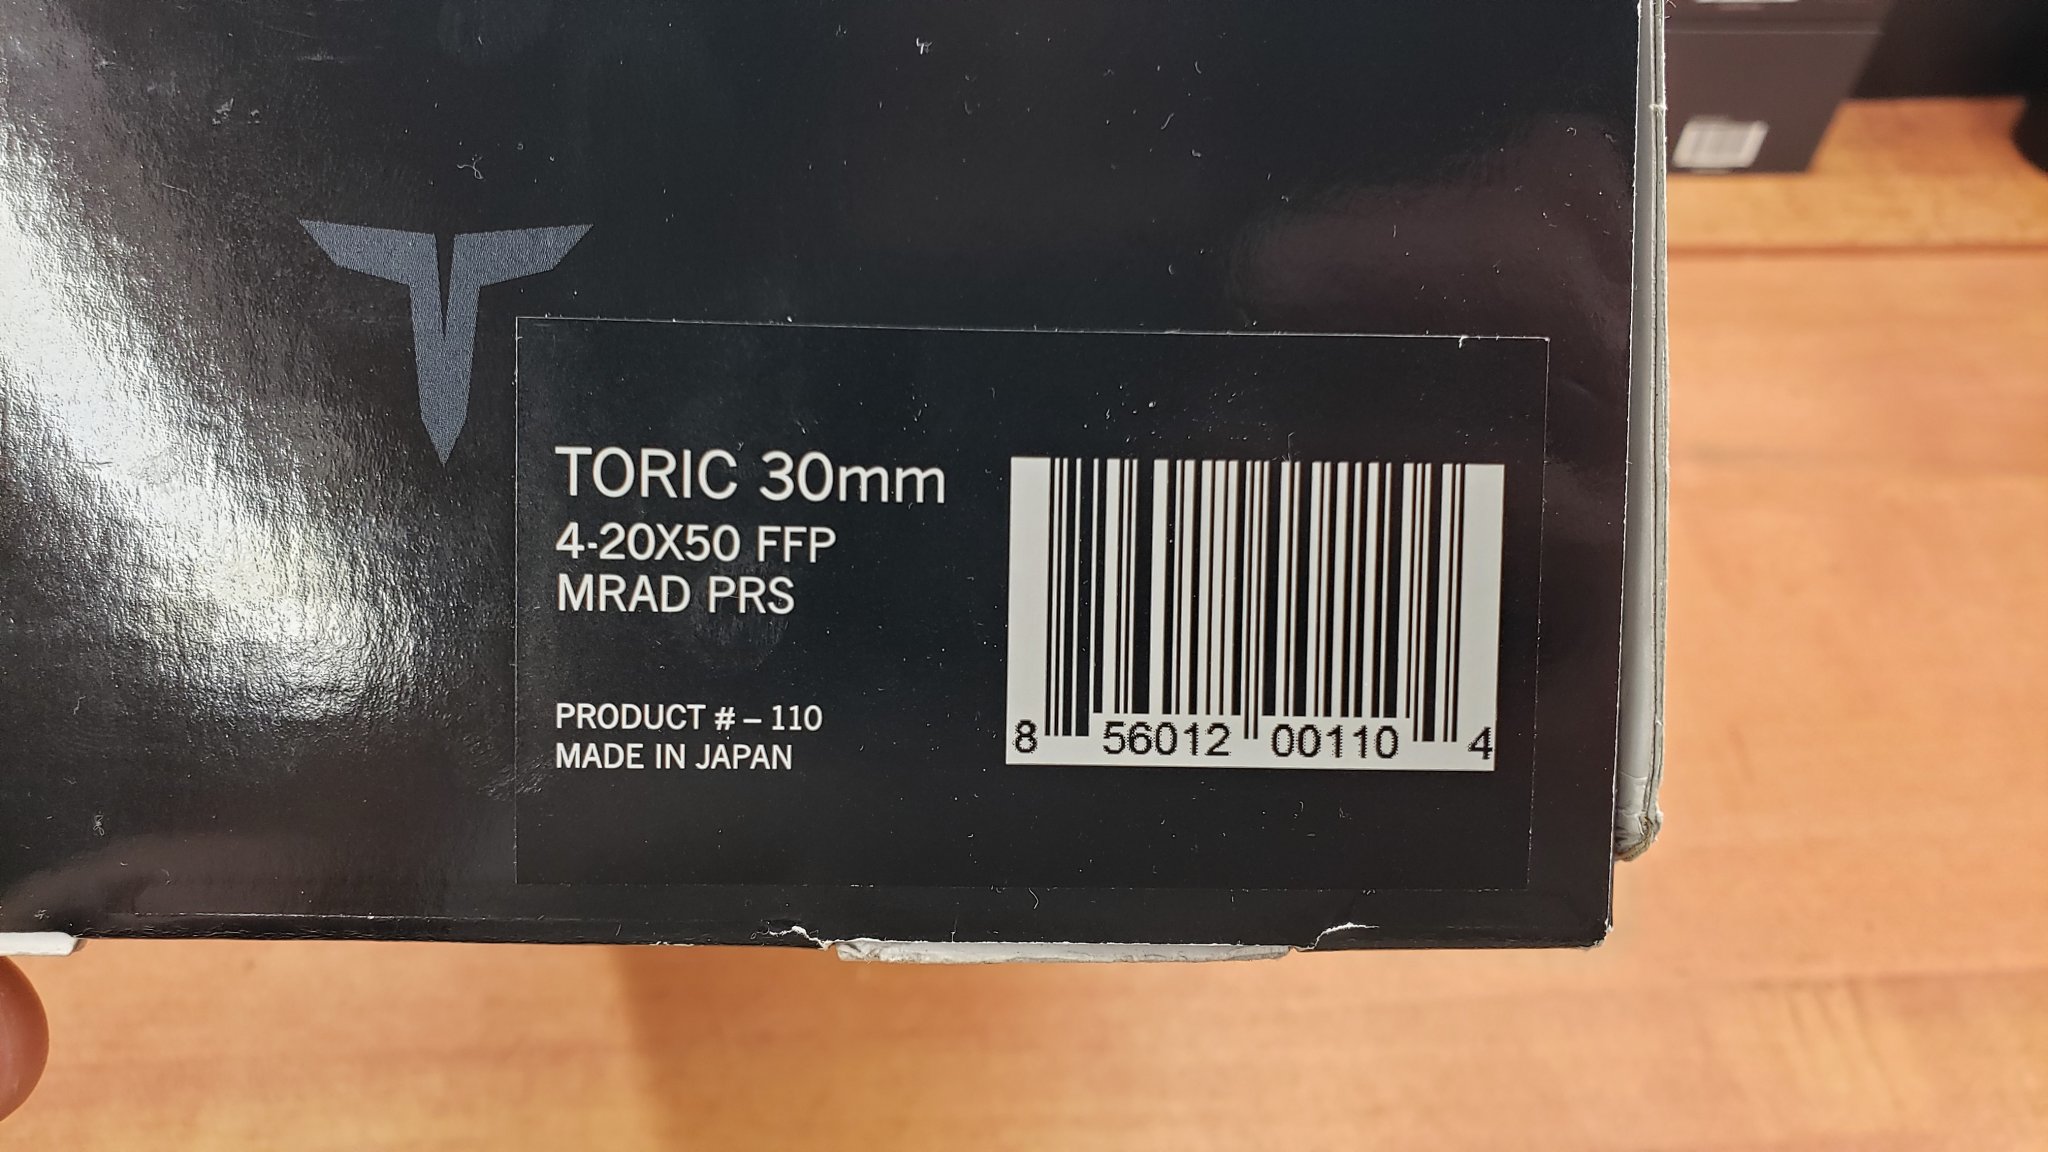 TORIC 30mm
4-20X50 FFP
MRAD PRS
PRODUCT # – 110
MADE IN JAPAN
8 56012 00110 4